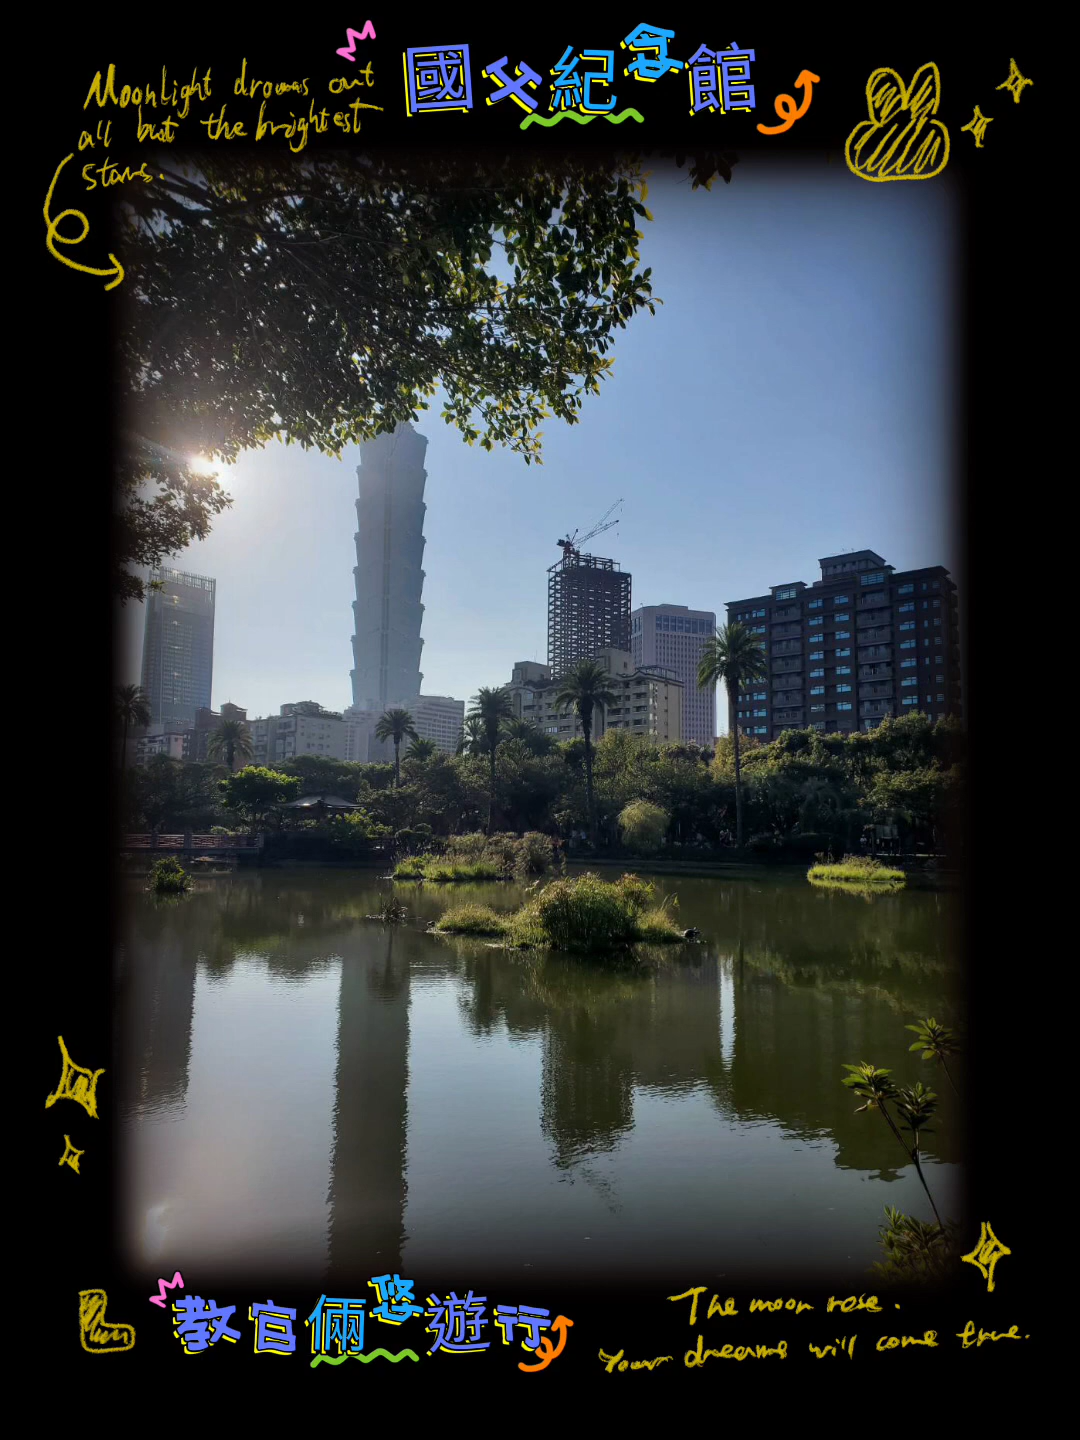 國父紀念館
Moonlight drowns out
all but the brightest
stars.
教官倆悠遊行
The moon rose.
Your dreams will come true.